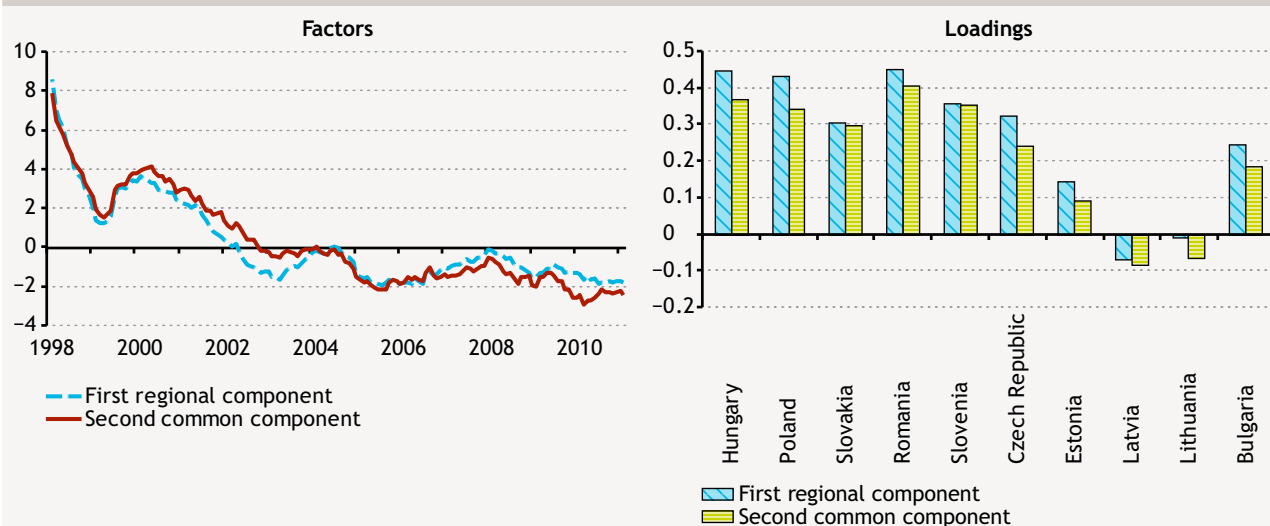 Factors
10
8
6
4
2
0
−2
−4
1998 2000 2002 2004 2006 2008 2010
First regional component
Second common component
Loadings
0.5
0.4
0.3
0.2
0.1
0
−0.1
−0.2
Hungary
Poland
Slovakia
Romania
Slovenia
Czech Republic
Estonia
Latvia
Lithuania
Bulgaria
First regional component
Second common component